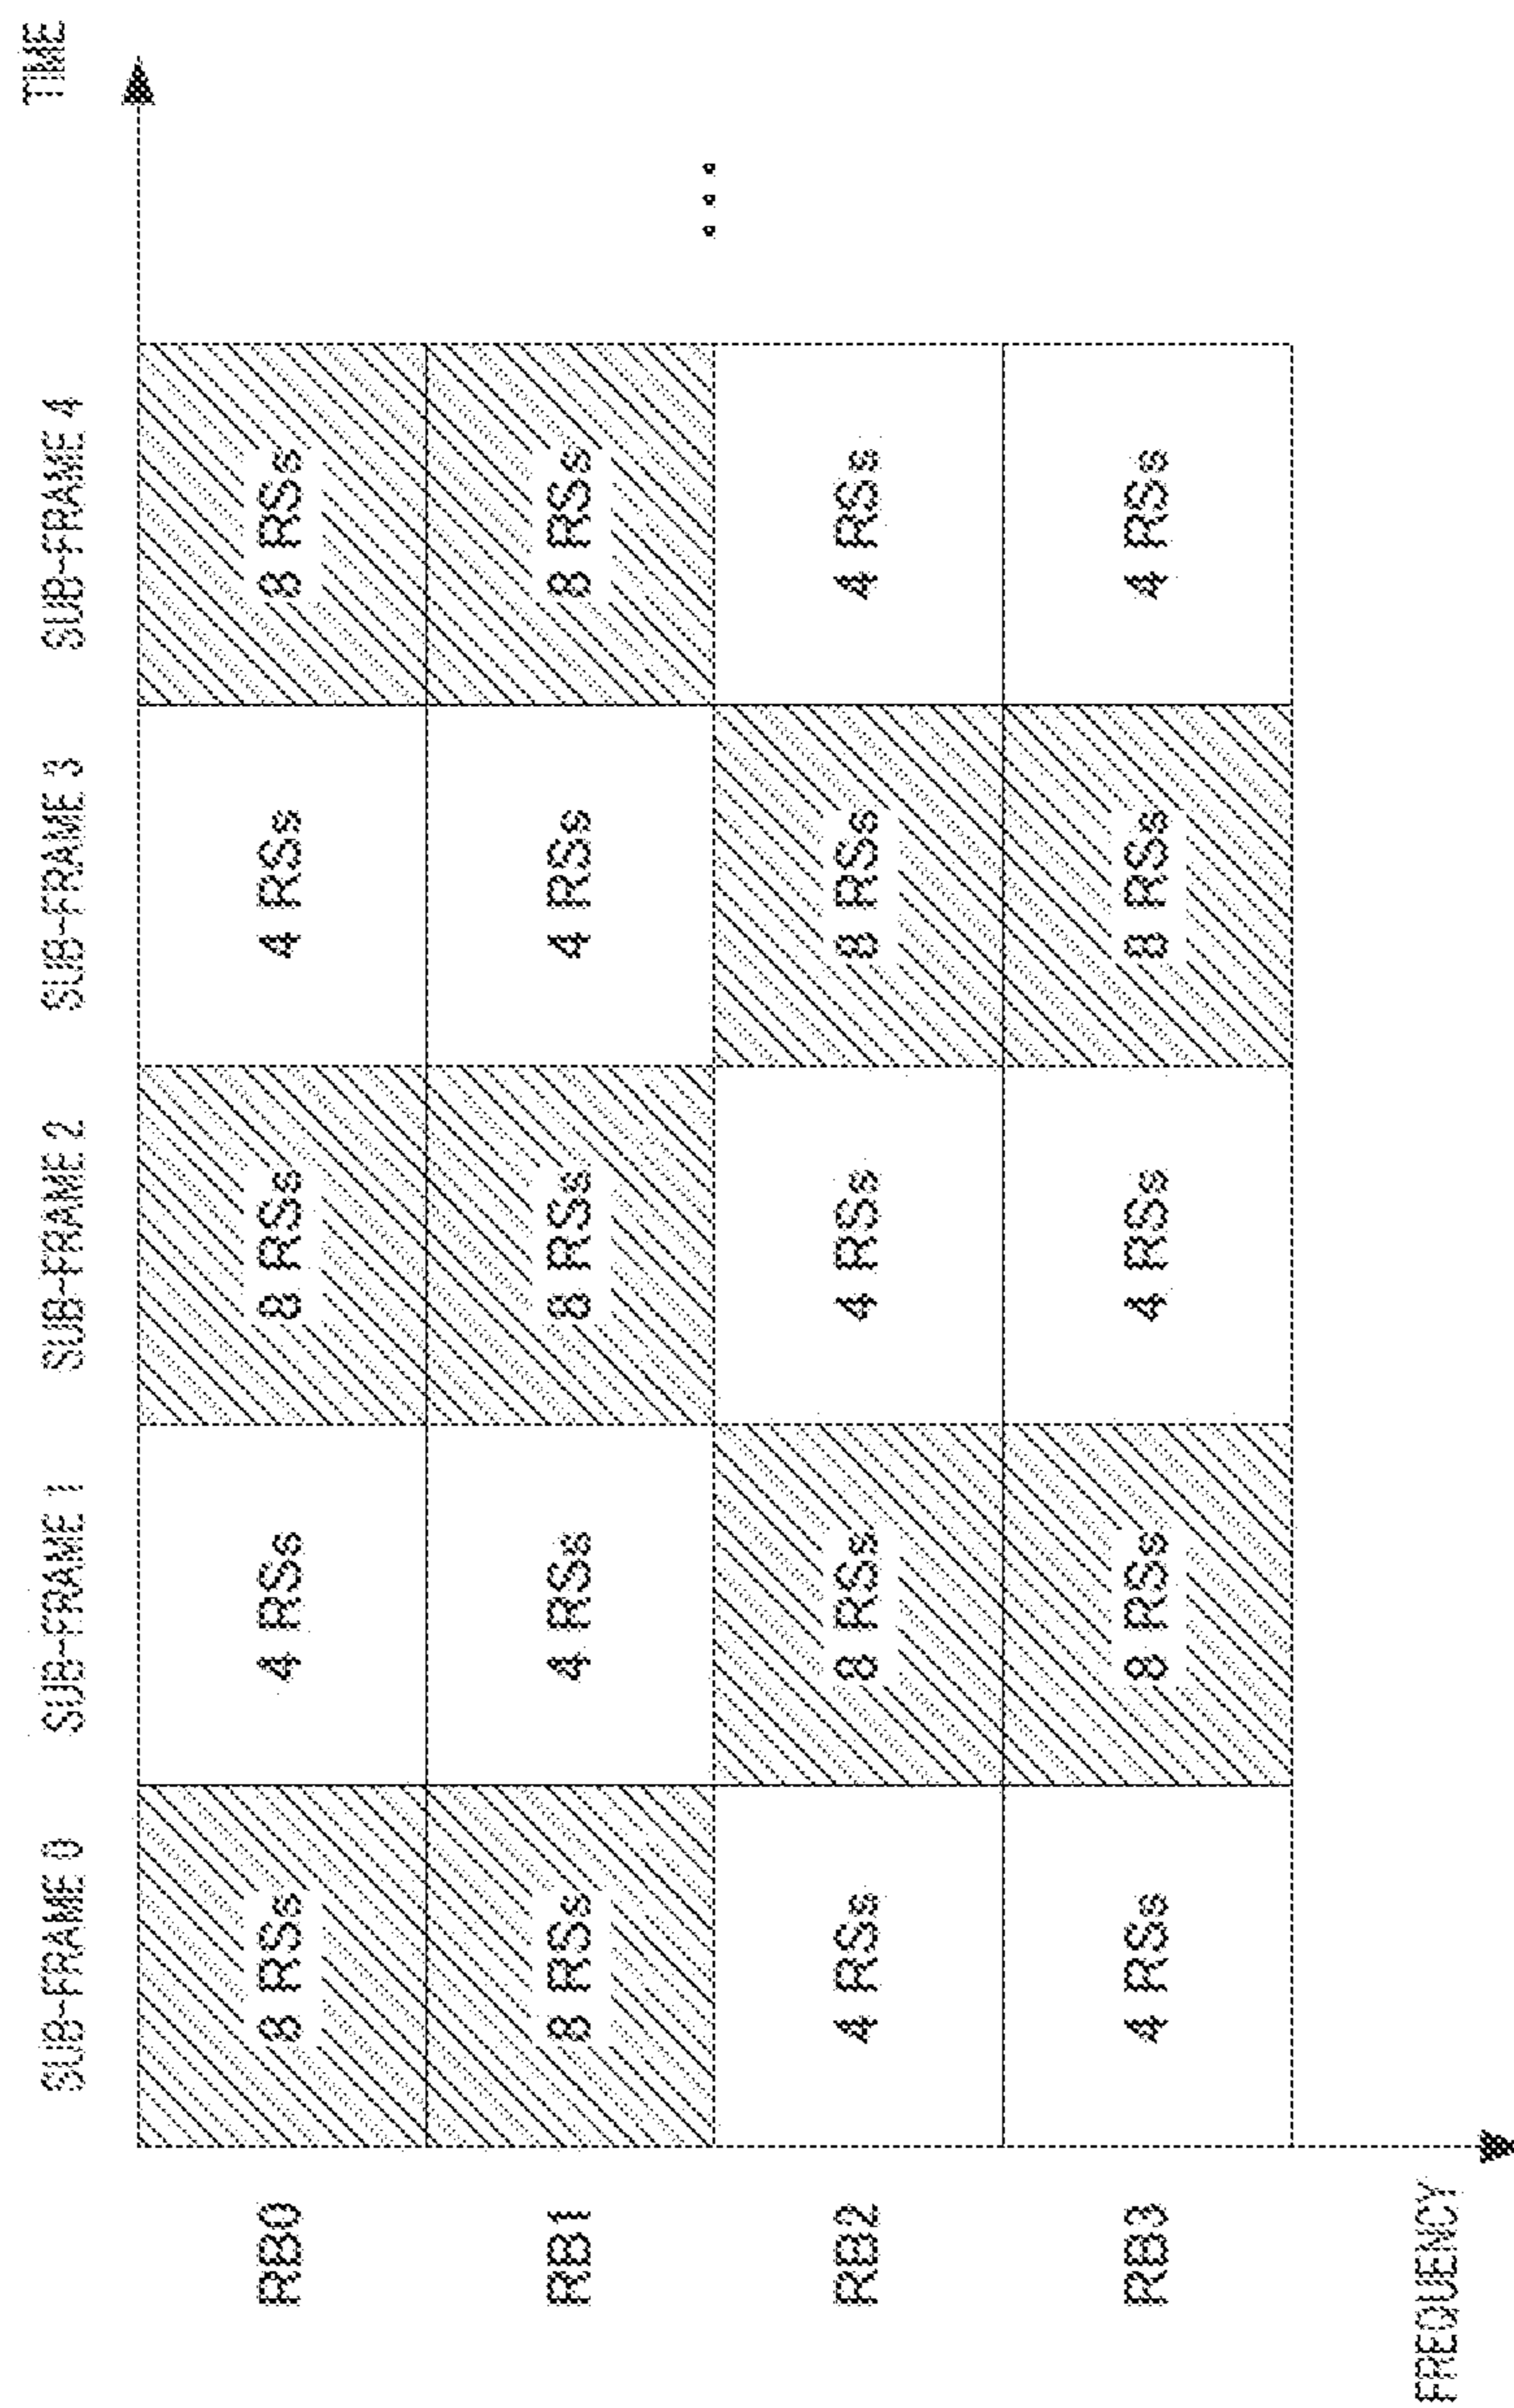 TIME
SUB-FRAME 0 SUB-FRAME 1 SUB-FRAME 2 SUB-FRAME 3 SUB-FRAME 4
RB0 8 RSs 4 RSs 8 RSs 4 RSs 8 RSs
RB1 8 RSs 4 RSs 8 RSs 4 RSs 8 RSs
...
RB2 4 RSs 8 RSs 4 RSs 8 RSs 4 RSs
RB3 4 RSs 8 RSs 4 RSs 8 RSs 4 RSs
FREQUENCY